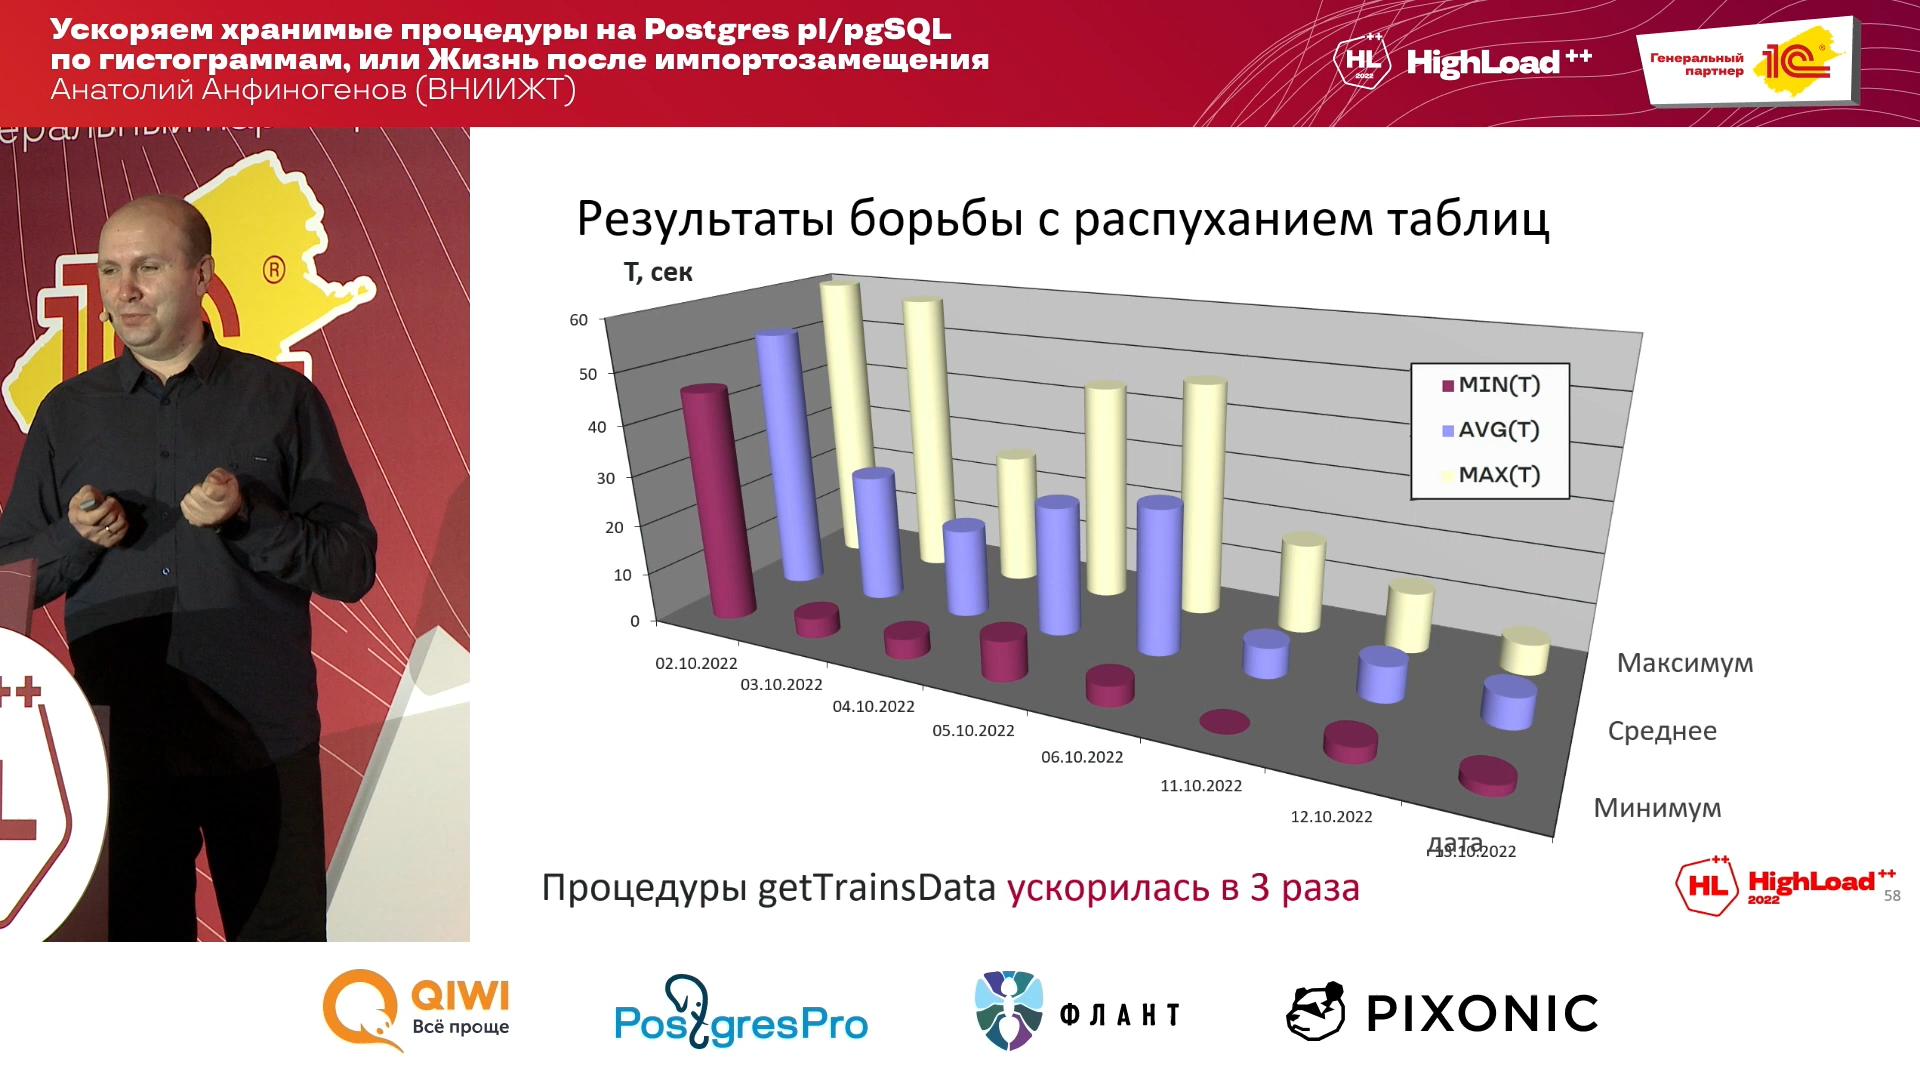 Ускоряем хранимые процедуры на Postgres pl/pgSQL
по гистограммам, или Жизнь после импортозамещения
Анатолий Анфиногенов (ВНИИЖТ)
HL++
2022
HighLoad++
Генеральный
партнер
1С®
®
Результаты борьбы с распуханием таблиц
Т, сек
60
50
40
30
20
10
0
MIN(T)
AVG(T)
MAX(T)
02.10.2022
03.10.2022
04.10.2022
05.10.2022
06.10.2022
11.10.2022
12.10.2022
13.10.2022
дата
Максимум
Среднее
Минимум
Процедуры getTrainsData ускорилась в 3 раза
HL++
HighLoad++
2022
58
QIWI
Всё проще
PostgresPro
ФЛАНТ
PIXONIC